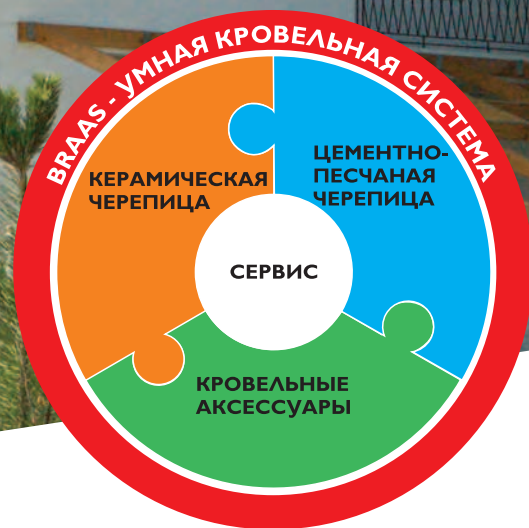 BRAAS - УМНАЯ КРОВЕЛЬНАЯ СИСТЕМА
КЕРАМИЧЕСКАЯ
ЧЕРЕПИЦА
ЦЕМЕНТНО-
ПЕСЧАНАЯ
ЧЕРЕПИЦА
СЕРВИС
КРОВЕЛЬНЫЕ
АКСЕССУАРЫ